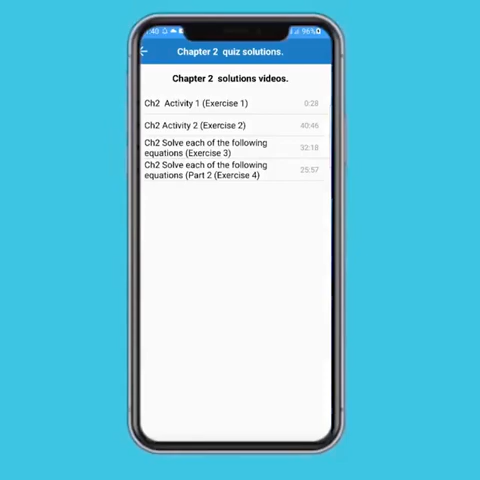 :40 96%
Chapter 2 quiz solutions.
Chapter 2 solutions videos.
Ch2 Activity 1 (Exercise 1) 0:28
Ch2 Activity 2 (Exercise 2) 40:46
Ch2 Solve each of the following
equations (Exercise 3) 32:18
Ch2 Solve each of the following
equations (Part 2 (Exercise 4) 25:57